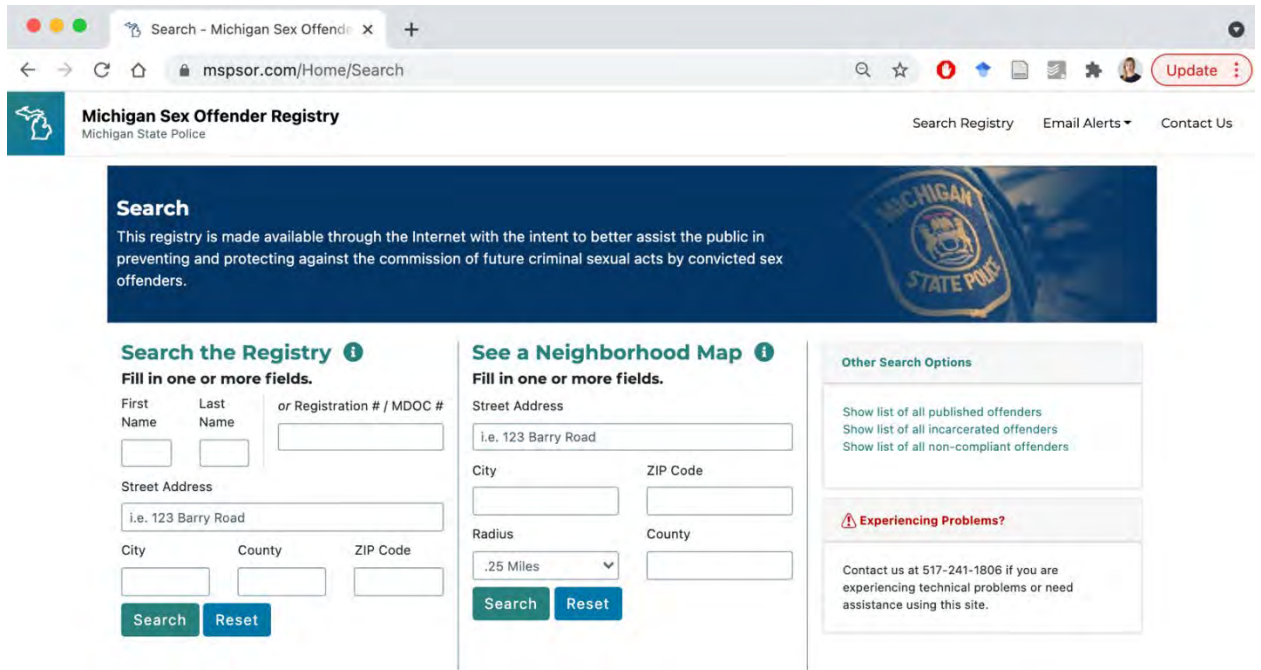 Search - Michigan Sex Offende
mspsor.com/Home/Search
Update
Michigan Sex Offender Registry
Michigan State Police
Search Registry
Email Alerts
Contact Us
Search
This registry is made available through the Internet with the intent to better assist the public in
preventing and protecting against the commission of future criminal sexual acts by convicted sex
offenders.
MICHIGAN
STATE POLICE
Search the Registry
Fill in one or more fields.
First
Name
Last
Name
or Registration # / MDOC #
Street Address
i.e. 123 Barry Road
City
County
ZIP Code
Search
Reset
See a Neighborhood Map
Fill in one or more fields.
Street Address
i.e. 123 Barry Road
City
ZIP Code
Radius
County
.25 Miles
Search
Reset
Other Search Options
Show list of all published offenders
Show list of all incarcerated offenders
Show list of all non-compliant offenders
Experiencing Problems?
Contact us at 517-241-1806 if you are
experiencing technical problems or need
assistance using this site.